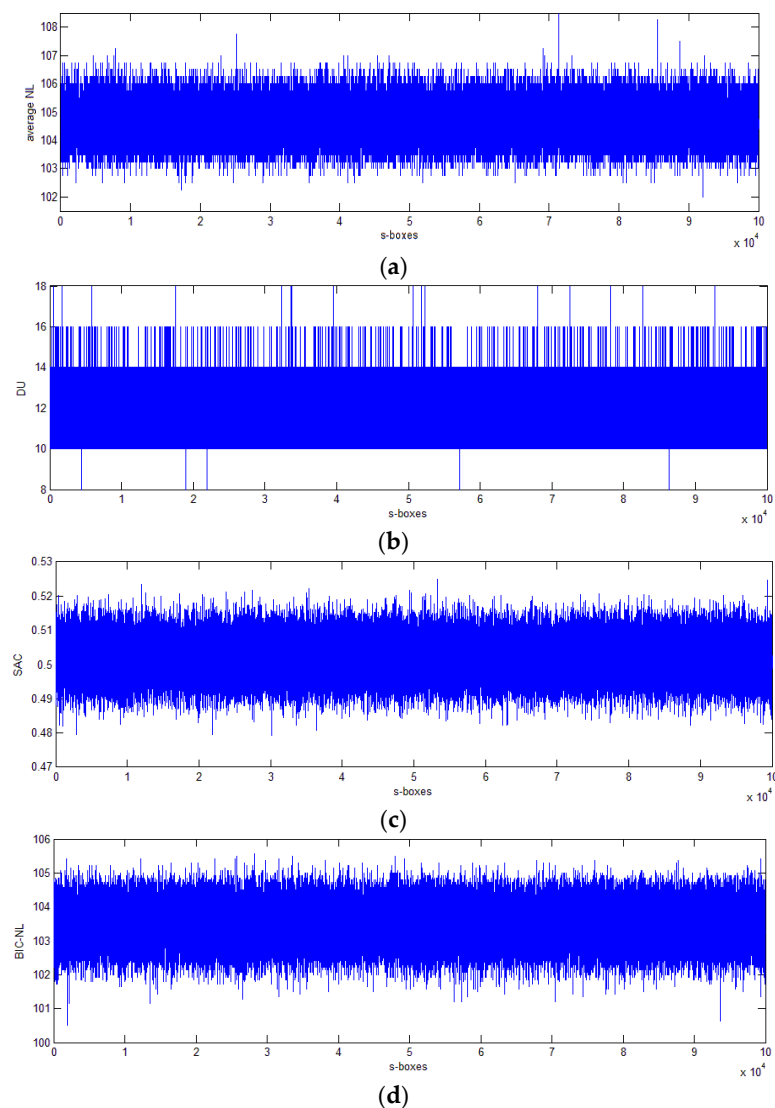 108
107
106
105
104
103
102
average NL
0 1 2 3 4 5 6 7 8 9 10
s-boxes
x 10^4
(a)
18
16
14
12
10
8
DU
0 1 2 3 4 5 6 7 8 9 10
s-boxes
x 10^4
(b)
0.53
0.52
0.51
0.5
0.49
0.48
0.47
SAC
0 1 2 3 4 5 6 7 8 9 10
s-boxes
x 10^4
(c)
106
105
104
103
102
101
100
BIC-NL
0 1 2 3 4 5 6 7 8 9 10
s-boxes
x 10^4
(d)